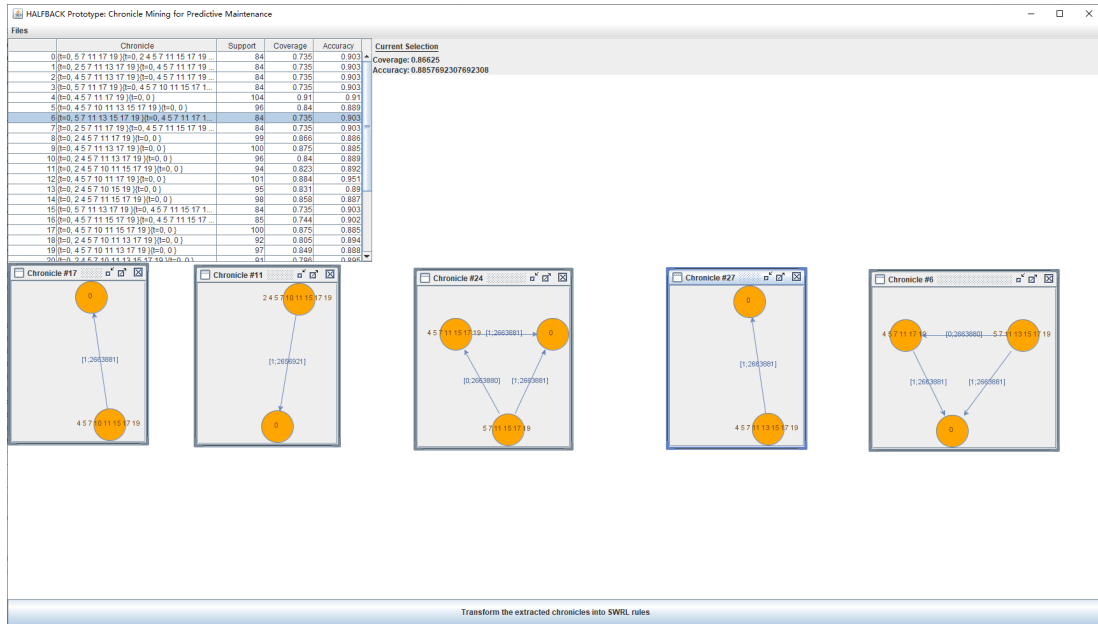 HALFBACK Prototype: Chronicle Mining for Predictive Maintenance
Files
Chronicle Support Coverage Accuracy
0 {t=0, 5 7 11 17 19 }{t=0, 2 4 5 7 11 15 17 19 ... 84 0.735 0.903
1 {t=0, 2 5 7 11 13 17 19 }{t=0, 4 5 7 11 17 19 ... 84 0.735 0.903
2 {t=0, 4 5 7 11 13 17 19 }{t=0, 4 5 7 11 17 19 ... 84 0.735 0.903
3 {t=0, 5 7 11 17 19 }{t=0, 4 5 7 10 11 15 17 1... 84 0.735 0.903
4 {t=0, 4 5 7 11 17 19 }{t=0, 0 } 104 0.91 0.91
5 {t=0, 4 5 7 10 11 13 15 17 19 }{t=0, 0 } 96 0.84 0.889
6 {t=0, 5 7 11 13 15 17 19 }{t=0, 4 5 7 11 17 1... 84 0.735 0.903
7 {t=0, 2 5 7 11 17 19 }{t=0, 4 5 7 11 15 17 19 ... 84 0.735 0.903
8 {t=0, 2 4 5 7 11 17 19 }{t=0, 0 } 99 0.866 0.886
9 {t=0, 4 5 7 11 13 17 19 }{t=0, 0 } 100 0.875 0.885
10 {t=0, 2 4 5 7 11 13 17 19 }{t=0, 0 } 96 0.84 0.889
11 {t=0, 2 4 5 7 10 11 15 17 19 }{t=0, 0 } 94 0.823 0.892
12 {t=0, 4 5 7 10 11 17 19 }{t=0, 0 } 101 0.884 0.951
13 {t=0, 2 4 5 7 10 15 19 }{t=0, 0 } 95 0.831 0.89
14 {t=0, 2 4 5 7 11 15 17 19 }{t=0, 0 } 98 0.858 0.887
15 {t=0, 5 7 11 13 17 19 }{t=0, 4 5 7 11 15 17 1... 84 0.735 0.903
16 {t=0, 4 5 7 11 15 17 19 }{t=0, 4 5 7 11 15 17 ... 85 0.744 0.902
17 {t=0, 4 5 7 10 11 15 17 19 }{t=0, 0 } 100 0.875 0.885
18 {t=0, 2 4 5 7 10 11 13 17 19 }{t=0, 0 } 92 0.805 0.894
19 {t=0, 4 5 7 10 11 13 17 19 }{t=0, 0 } 97 0.849 0.888
20 {t=0, 2 4 5 7 10 11 13 15 17 19 }{t=0, 0 } 91 0.796 0.895
Current Selection
Coverage: 0.86625
Accuracy: 0.8857692307692308
Chronicle #17
0
[1;2663881]
4 5 7 10 11 15 17 19
Chronicle #11
2 4 5 7 10 11 15 17 19
[1;2656921]
0
Chronicle #24
4 5 7 11 15 17 19
[1;2663881]
0
[0;2663880]
[1;2663881]
5 7 11 15 17 19
Chronicle #27
0
[1;2663881]
4 5 7 11 13 15 17 19
Chronicle #6
4 5 7 11 17 19
[0;2663880]
5 7 11 13 15 17 19
[1;2663881]
[1;2663881]
0
Transform the extracted chronicles into SWRL rules